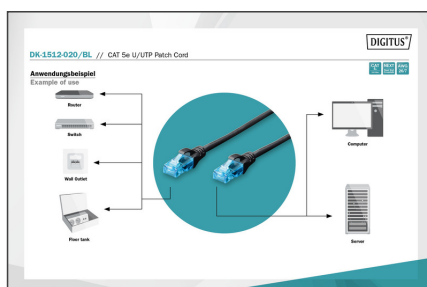 DIGITUS®
DK-1512-020/BL // CAT 5e U/UTP Patch Cord
Anwendungsbeispiel
Example of use
Router
Switch
Wall Outlet
Floor tank
Computer
Server